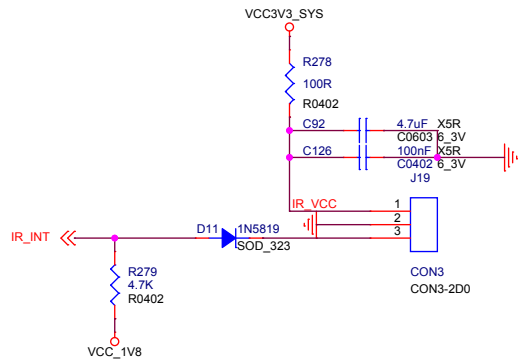 VCC3V3_SYS
R278
100R
R0402
C92 4.7uF X5R
C0603 6_3V
C126 100nF X5R
C0402 6_3V
J19
IR_VCC 1
2
D11 1N5819 3
IR_INT
SOD_323
R279
4.7K
R0402
CON3
CON3-2D0
VCC_1V8